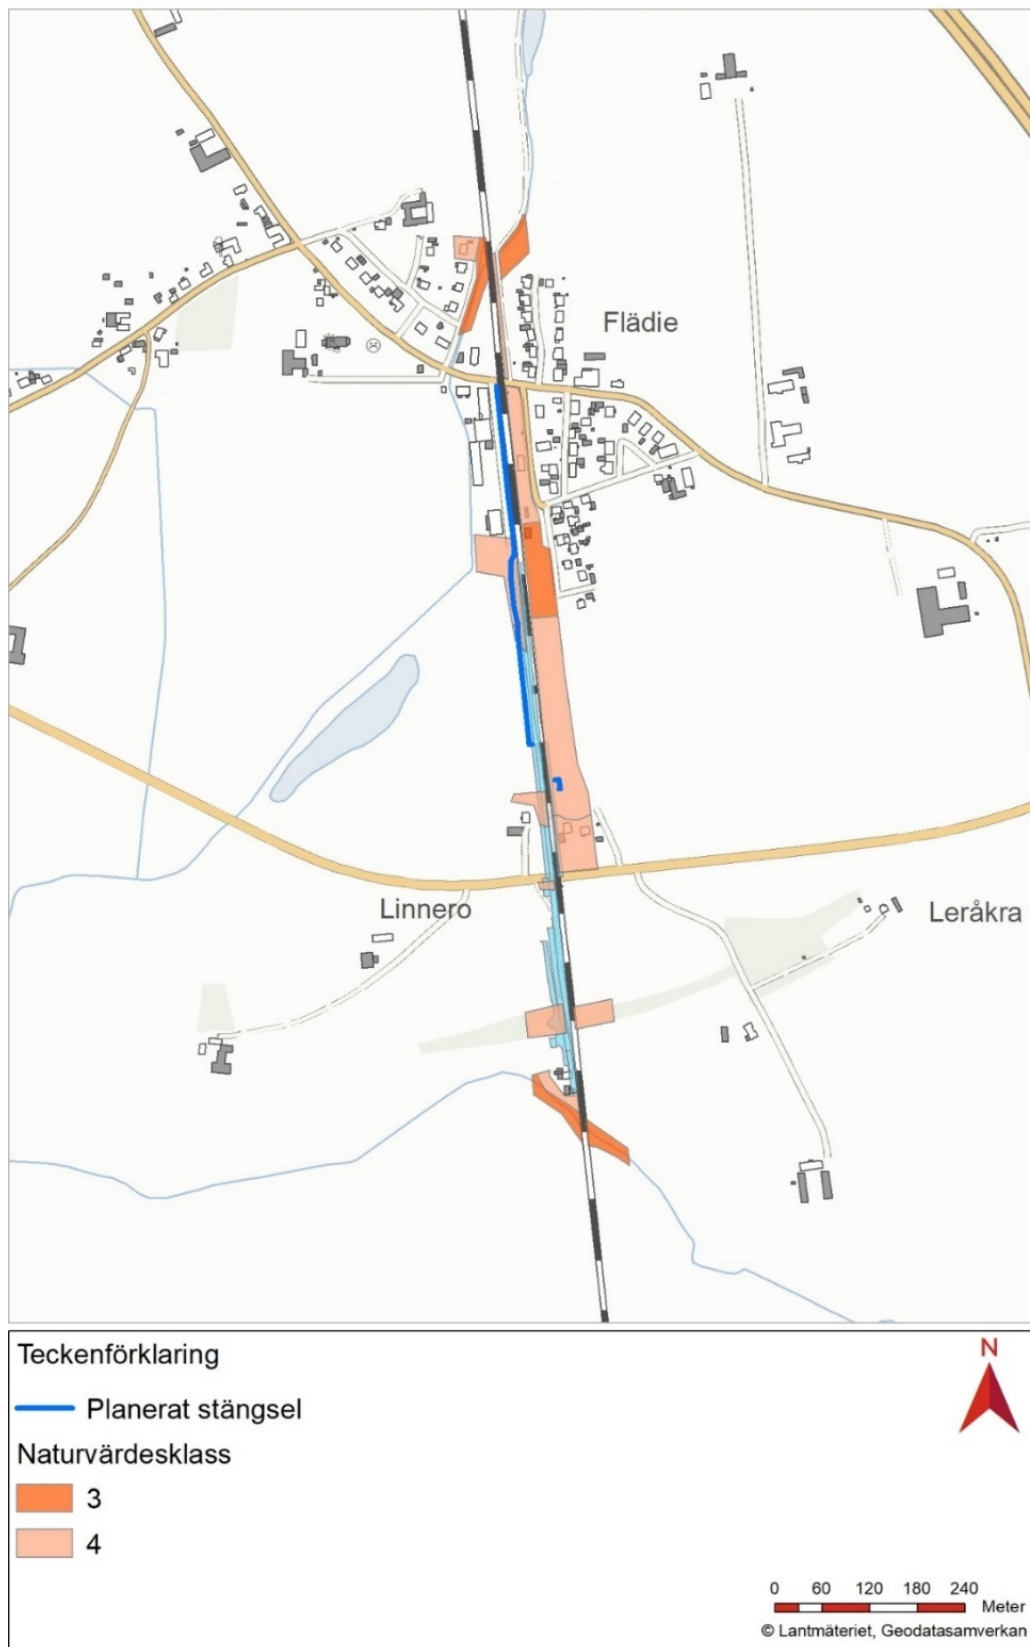 Flädie
Linnero
Leråkra
Teckenförklaring
Planerat stängsel
Naturvärdesklass
3
4
N
0 60 120 180 240
Meter
© Lantmäteriet, Geodatasamverkan